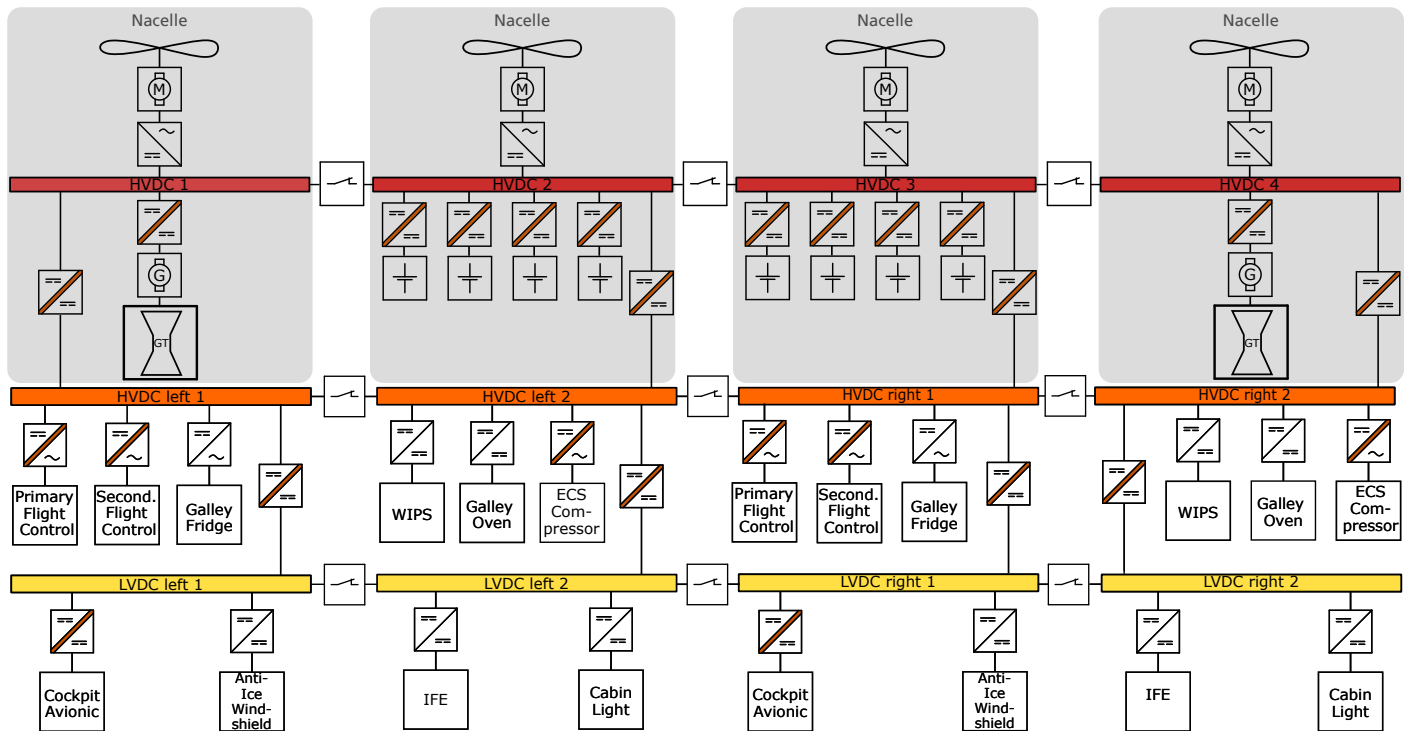 Nacelle
Nacelle
Nacelle
Nacelle
M
M
M
M
HVDC 1
HVDC 2
HVDC 3
HVDC 4
G
G
GT
GT
HVDC left 1
HVDC left 2
HVDC right 1
HVDC right 2
Primary
Flight
Control
Second.
Flight
Control
Galley
Fridge
WIPS
Galley
Oven
ECS
Com-
pressor
Primary
Flight
Control
Second.
Flight
Control
Galley
Fridge
WIPS
Galley
Oven
ECS
Com-
pressor
LVDC left 1
LVDC left 2
LVDC right 1
LVDC right 2
Cockpit
Avionic
Anti-
Ice
Wind-
shield
IFE
Cabin
Light
Cockpit
Avionic
Anti-
Ice
Wind-
shield
IFE
Cabin
Light